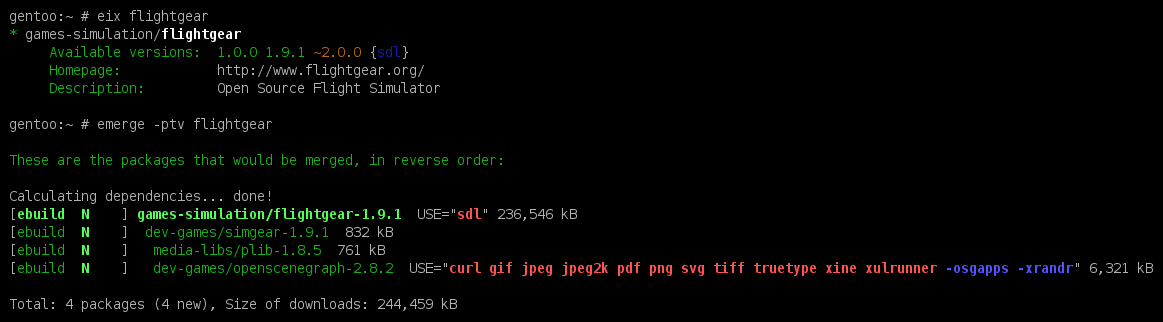 gentoo:~ # eix flightgear
* games-simulation/flightgear
     Available versions:  1.0.0 1.9.1 ~2.0.0 {sdl}
     Homepage:            http://www.flightgear.org/
     Description:         Open Source Flight Simulator
gentoo:~ # emerge -ptv flightgear
These are the packages that would be merged, in reverse order:
Calculating dependencies... done!
[ebuild  N    ] games-simulation/flightgear-1.9.1  USE="sdl" 236,546 kB
[ebuild  N    ]  dev-games/simgear-1.9.1  832 kB
[ebuild  N    ]   media-libs/plib-1.8.5  761 kB
[ebuild  N    ]   dev-games/openscenegraph-2.8.2  USE="curl gif jpeg jpeg2k pdf png svg tiff truetype xine xulrunner -osgapps -xrandr" 6,321 kB
Total: 4 packages (4 new), Size of downloads: 244,459 kB